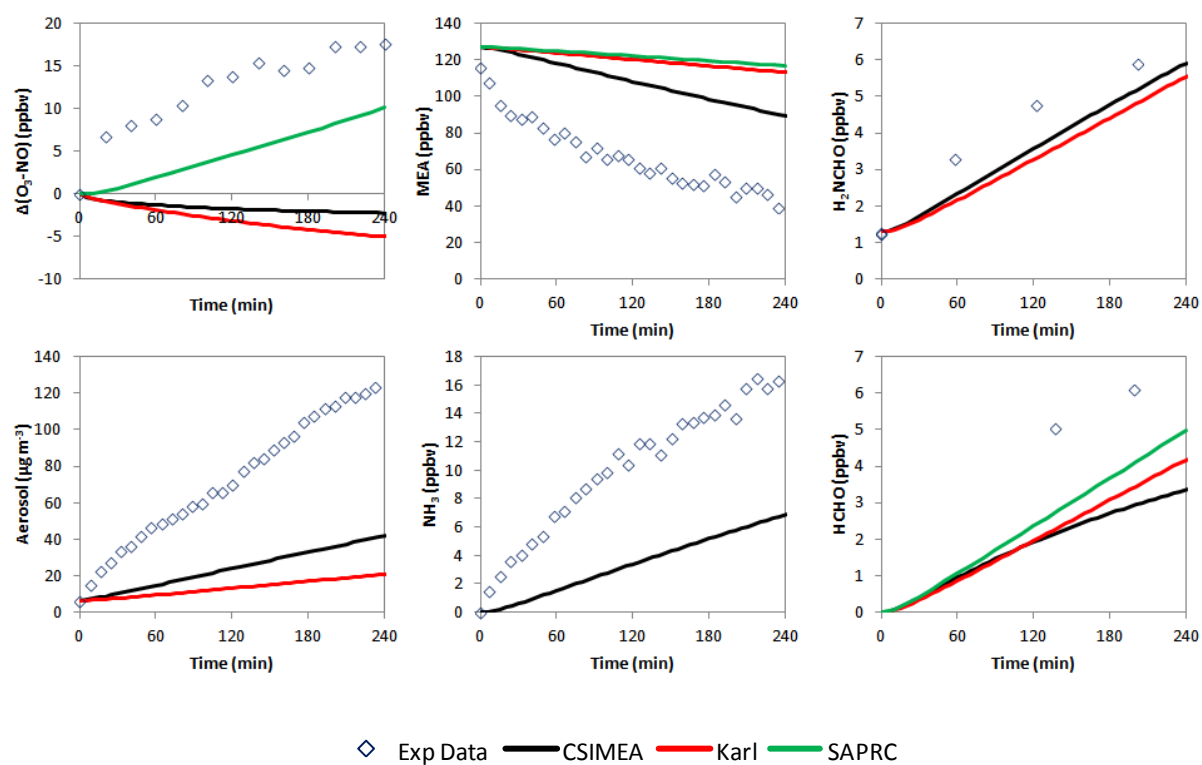 Δ(O₃-NO) (ppbv)
20
15
10
5
0
-5
-10
0 60 120 180 240
Time (min)
MEA (ppbv)
140
120
100
80
60
40
20
0
0 60 120 180 240
Time (min)
H₂NCHO (ppbv)
7
6
5
4
3
2
1
0
0 60 120 180 240
Time (min)
Aerosol (µg m⁻³)
140
120
100
80
60
40
20
0
0 60 120 180 240
Time (min)
NH₃ (ppbv)
18
16
14
12
10
8
6
4
2
0
0 60 120 180 240
Time (min)
HCHO (ppbv)
7
6
5
4
3
2
1
0
0 60 120 180 240
Time (min)
Exp Data CSIMEA Karl SAPRC